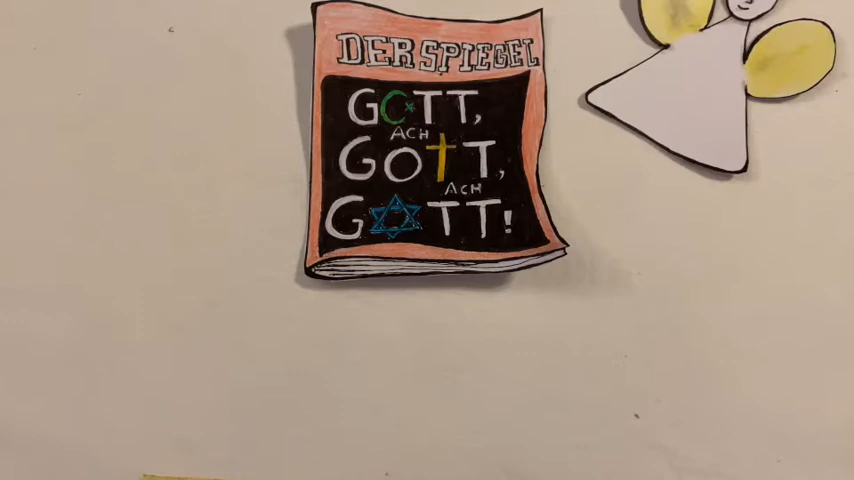 DER SPIEGEL
GOTT,
ACH
GOTT,
ACH
GOTT!